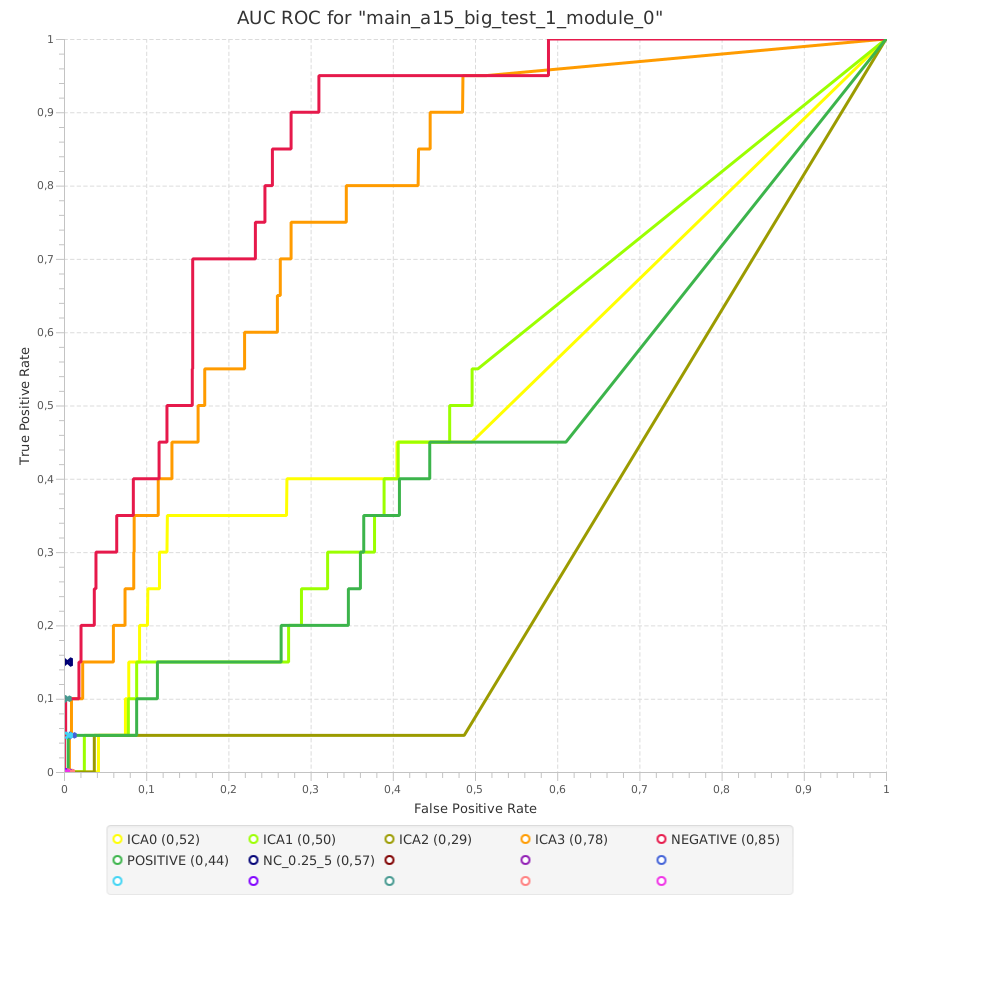 AUC ROC for "main_a15_big_test_1_module_0"
1
0,9
0,8
0,7
0,6
0,5
0,4
0,3
0,2
0,1
0
True Positive Rate
0 0,1 0,2 0,3 0,4 0,5 0,6 0,7 0,8 0,9 1
False Positive Rate
ICA0 (0,52) ICA1 (0,50) ICA2 (0,29) ICA3 (0,78) NEGATIVE (0,85)
POSITIVE (0,44) NC_0.25_5 (0,57)